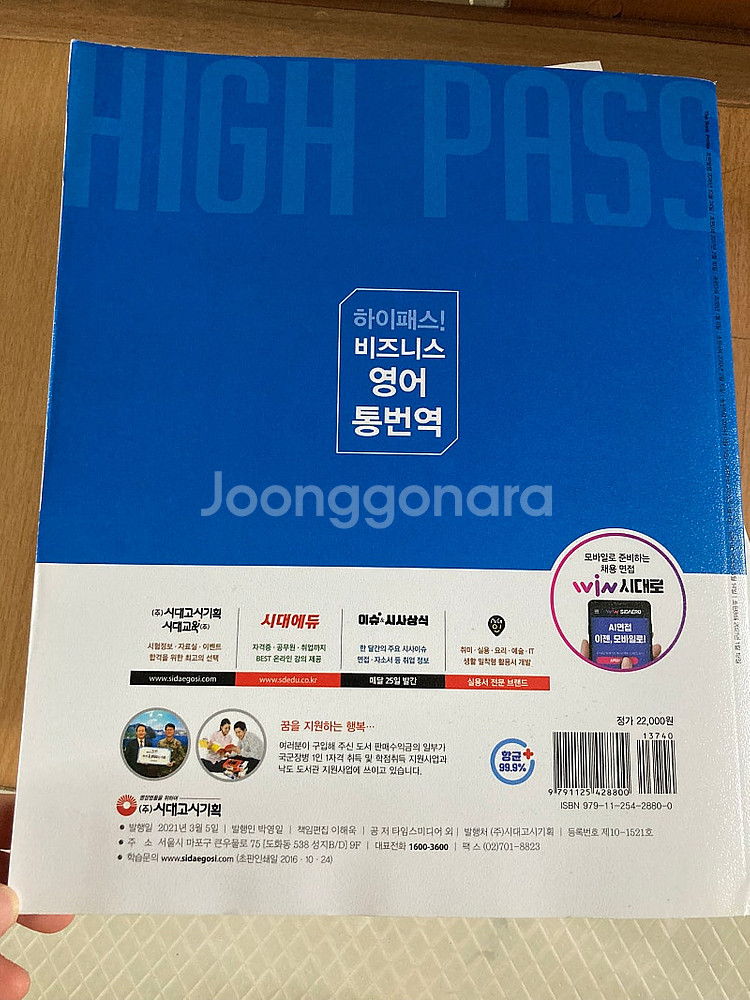 HIGH PASS
하이패스!
비즈니스
영어
통번역
Joonggonara
모바일로 준비하는
채용 면접
WiN 시대로
AI면접
이젠, 모바일로!
(주)시대고시기획
시대교육(주)
시험정보·자료실·이벤트
합격을 위한 최고의 선택
www.sidaegosi.com
시대에듀
자격증·공무원·취업까지
BEST 온라인 강의 제공
www.sdedu.co.kr
이슈&시사상식
한 달간의 주요 시사이슈
면접·자소서 등 취업 정보
매달 25일 발간
취미·실용·요리·예술·IT
생활 밀착형 활용서 개발
실용서 전문 브랜드
꿈을 지원하는 행복…
여러분이 구입해 주신 도서 판매수익금의 일부가
국군장병 1인 1자격 취득 및 학점취득 지원사업과
낙도 도서관 지원사업에 쓰이고 있습니다.
항균+
99.9%
정가 22,000원
13740
9791125428800
ISBN 979-11-254-2880-0
(주)시대고시기획
• 발행일 2021년 3월 5일 | 발행인 박영일 | 책임편집 이해욱 | 공 저 타임스미디어 외 | 발행처 (주)시대고시기획 | 등록번호 제10-1521호
• 주 소 서울시 마포구 큰우물로 75 [도화동 538 성지B/D] 9F | 대표전화 1600-3600 | 팩스 (02)701-8823
• 학습문의 www.sidaegosi.com (초판인쇄일 2016·10·24)